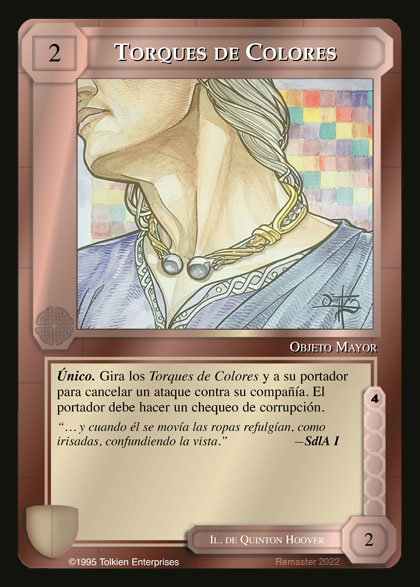 2
Torques de Colores
Objeto Mayor
Único. Gira los Torques de Colores y a su portador
para cancelar un ataque contra su compañía. El
portador debe hacer un chequeo de corrupción.
“… y cuando él se movía las ropas refulgían, como
irisadas, confundiendo la vista.” —SdlA I
4
Il. de Quinton Hoover
2
©1995 Tolkien Enterprises
Remaster 2022